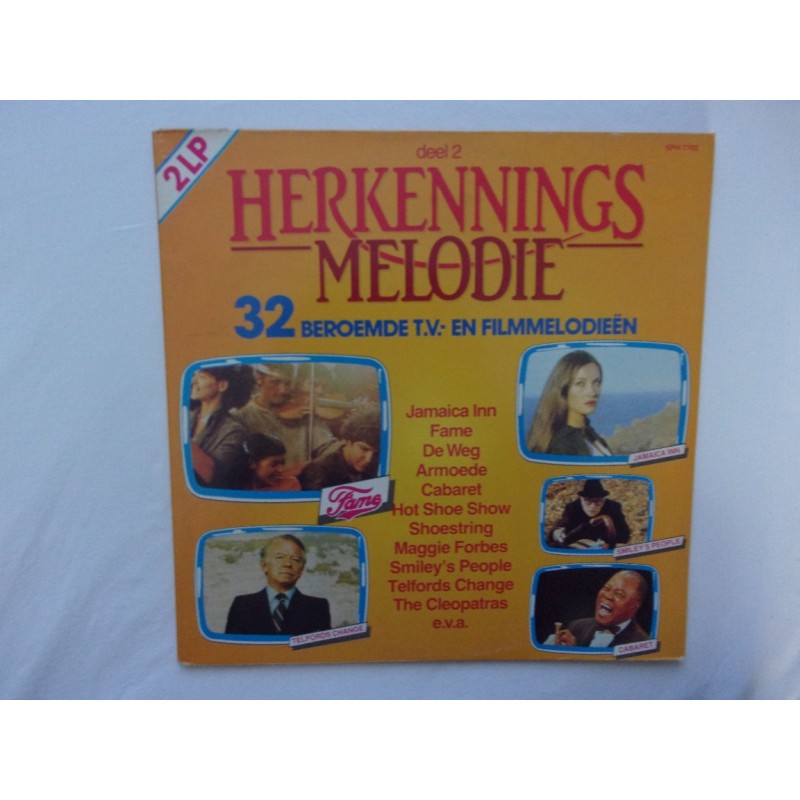 2 LP
deel 2
HERKENNINGS
MELODIE
32 BEROEMDE T.V.- EN FILMMELODIEËN
Jamaica Inn
Fame
De Weg
Armoede
Cabaret
Hot Shoe Show
Shoestring
Maggie Forbes
Smiley's People
Telfords Change
The Cleopatras
e.v.a.
Fame
TELFORDS CHANGE
JAMAICA INN
SMILEY'S PEOPLE
CABARET